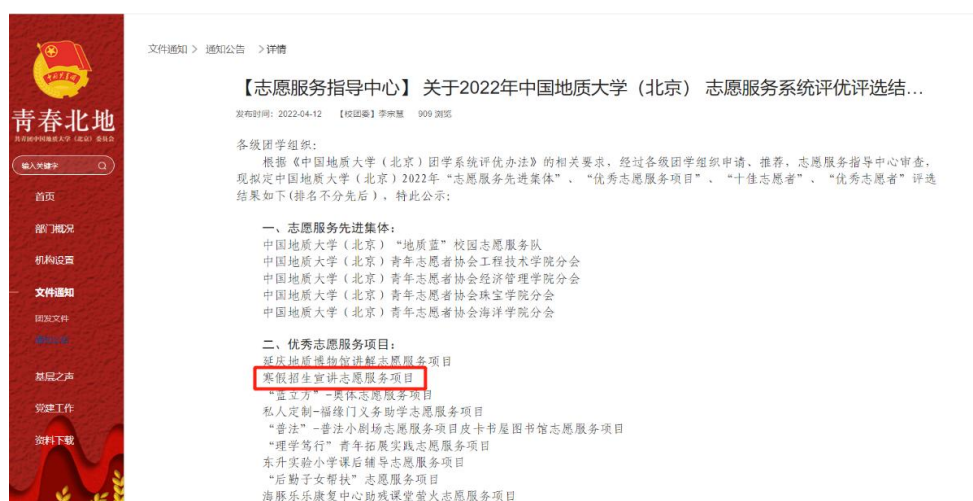 文件通知 > 通知公告 >详情
【志愿服务指导中心】 关于2022年中国地质大学（北京） 志愿服务系统评优评选结...
发布时间：2022-04-12 【校团委】李宗慧 909 浏览
青春北地
共青团中国地质大学（北京）委员会
输入关键字
首页
部门概况
机构设置
文件通知
团发文件
通知公告
基层之声
党建工作
资料下载
各级团学组织：
根据《中国地质大学（北京）团学系统评优办法》的相关要求，经过各级团学组织申请、推荐，志愿服务指导中心审查，
现拟定中国地质大学（北京）2022年“志愿服务先进集体”、“优秀志愿服务项目”、“十佳志愿者”、“优秀志愿者”评选
结果如下(排名不分先后），特此公示：
一、志愿服务先进集体：
中国地质大学（北京）“地质蓝”校园志愿服务队
中国地质大学（北京）青年志愿者协会工程技术学院分会
中国地质大学（北京）青年志愿者协会经济管理学院分会
中国地质大学（北京）青年志愿者协会珠宝学院分会
中国地质大学（北京）青年志愿者协会海洋学院分会
二、优秀志愿服务项目：
延庆地质博物馆讲解志愿服务项目
寒假招生宣讲志愿服务项目
“蓝立方”-奥体志愿服务项目
私人定制-福缘门义务助学志愿服务项目
“普法”-普法小剧场志愿服务项目皮卡书屋图书馆志愿服务项目
“理学笃行”青年拓展实践志愿服务项目
东升实验小学课后辅导志愿服务项目
“后勤子女帮扶”志愿服务项目
海豚乐乐康复中心助残课堂萤火志愿服务项目